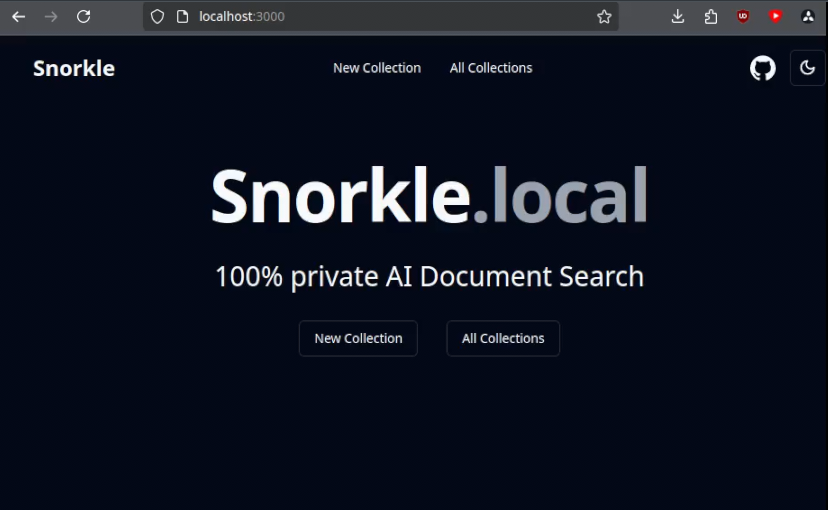 localhost:3000
Snorkle New Collection All Collections
Snorkle.local
100% private AI Document Search
New Collection All Collections